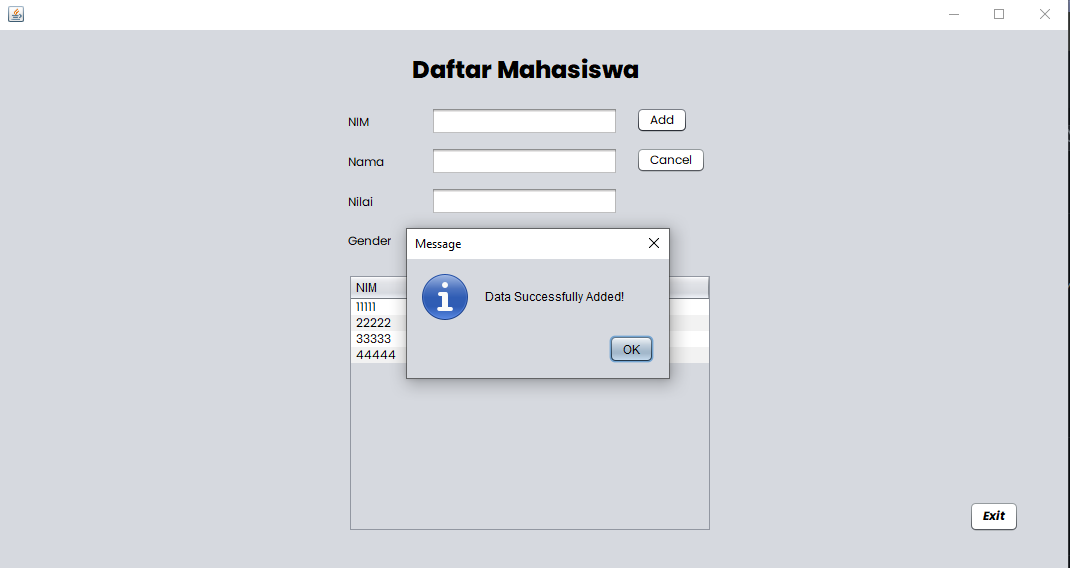 Daftar Mahasiswa
NIM
Add
Nama
Cancel
Nilai
Gender
Message
Data Successfully Added!
OK
NIM
11111
22222
33333
44444
Exit